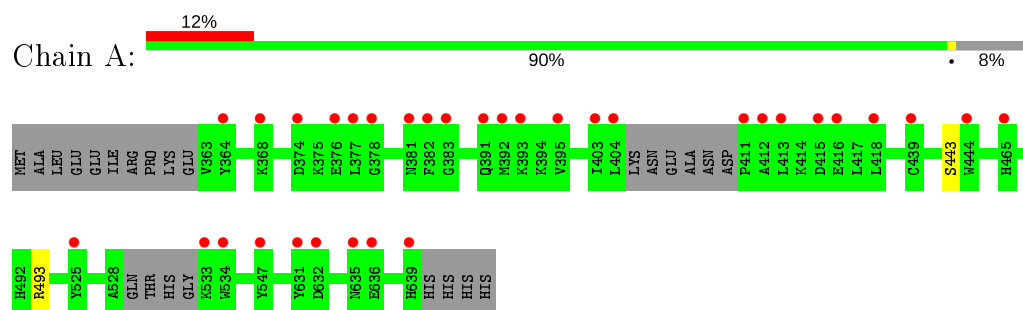 12%
Chain A:
90%
• 8%
MET ALA LEU GLU GLU ILE ARG PRO LYS GLU V363 Y364 K368 D374 K375 E376 L377 G378 N381 F382 G383 Q391 M392 K393 K394 V395 I403 L404 LYS ASN GLU ALA ASN ASP P411 A412 L413 K414 D415 E416 L417 L418 C439 S443 W444 H465
H492 R493 Y525 A528 GLN THR HIS GLY K533 W534 Y547 Y631 D632 N635 E636 H639 HIS HIS HIS HIS